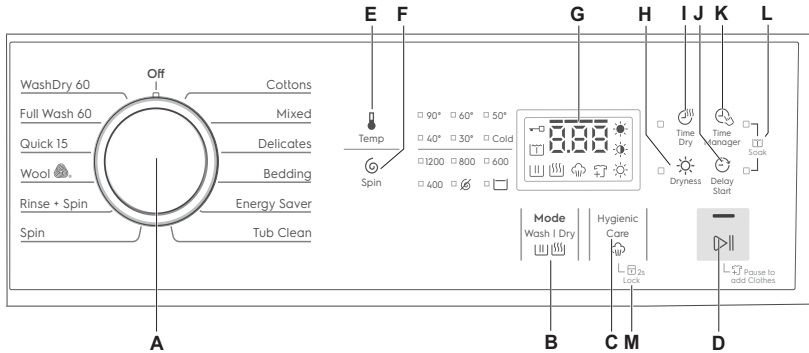 E F G H I J K L
Off
WashDry 60 Cottons
Full Wash 60 Mixed
Quick 15 Delicates
Wool Bedding
Rinse + Spin Energy Saver
Spin Tub Clean
Temp
Spin
90° 60° 50°
40° 30° Cold
1200 800 600
400
8.88
Time
Dry
Time
Manager
Soak
Dryness
Delay
Start
Mode
Wash | Dry
Hygienic
Care
2s
Lock
Pause to
add Clothes
A B C M D